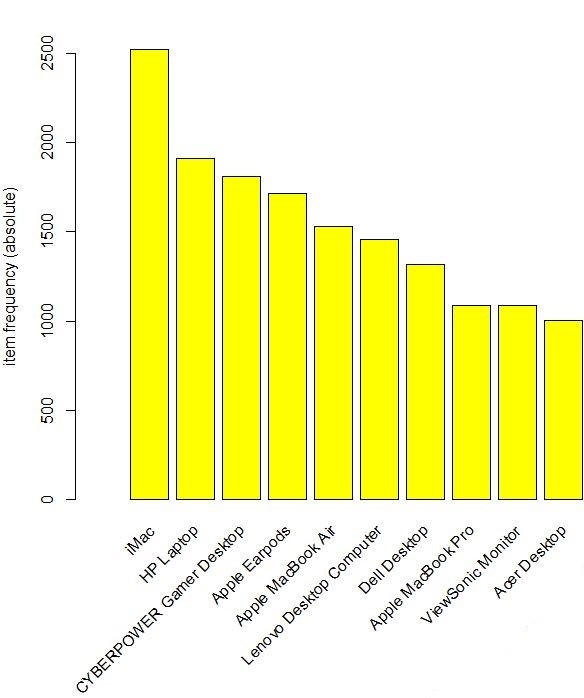 item frequency (absolute)
2500
2000
1500
1000
500
0
iMac
HP Laptop
CYBERPOWER Gamer Desktop
Apple Earpods
Apple MacBook Air
Lenovo Desktop Computer
Dell Desktop
Apple MacBook Pro
ViewSonic Monitor
Acer Desktop